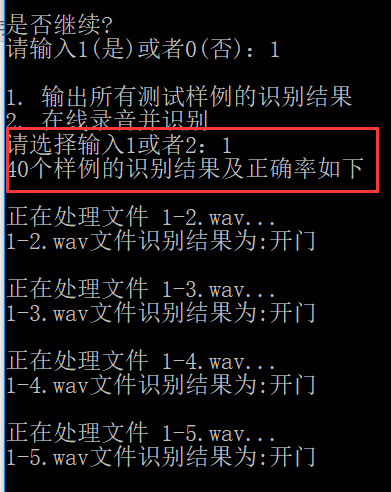 是否继续?
请输入1(是)或者0(否): 1
1. 输出所有测试样例的识别结果
2. 在线录音并识别
请选择输入1或者2: 1
40个样例的识别结果及正确率如下
正在处理文件 1-2.wav...
1-2.wav文件识别结果为:开门
正在处理文件 1-3.wav...
1-3.wav文件识别结果为:开门
正在处理文件 1-4.wav...
1-4.wav文件识别结果为:开门
正在处理文件 1-5.wav...
1-5.wav文件识别结果为:开门